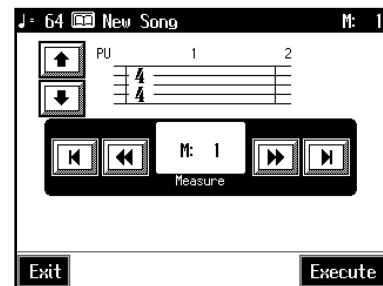 ♩= 64 New Song M: 1
PU 1 2
4
4
M: 1
Measure
Exit Execute